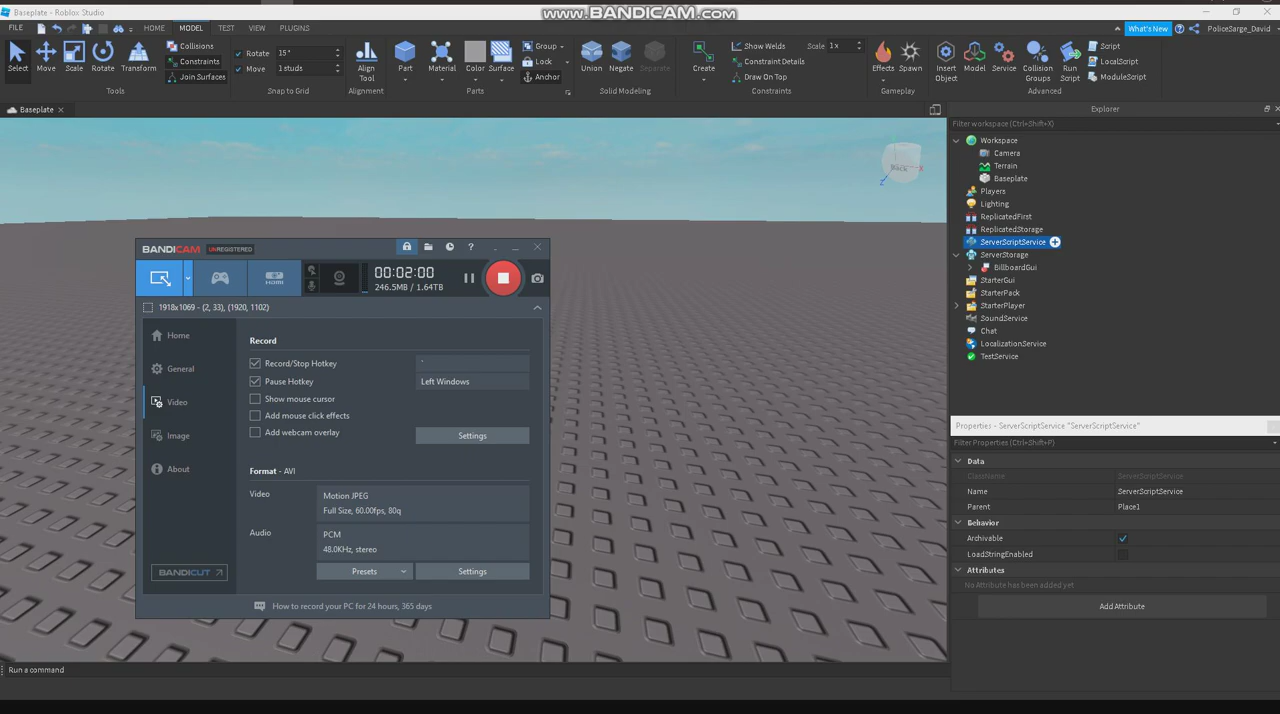 Baseplate - Roblox Studio
www.BANDICAM.com
FILE HOME MODEL TEST VIEW PLUGINS
What's New PoliceSarge_David
Select Move Scale Rotate Transform
Collisions
Constraints
Join Surfaces
Tools
Rotate 15°
Move 1 studs
Snap to Grid
Align Tool
Alignment
Part Material Color Surface
Group
Lock
Anchor
Parts
Union Negate Separate
Solid Modeling
Create
Show Welds Scale 1x
Constraint Details
Draw On Top
Constraints
Effects Spawn
Gameplay
Insert Object Model Service Collision Groups Run Script
Script
LocalScript
ModuleScript
Advanced
Baseplate
Back
X
Z
Explorer
Filter workspace (Ctrl+Shift+X)
Workspace
Camera
Terrain
Baseplate
Players
Lighting
ReplicatedFirst
ReplicatedStorage
ServerScriptService
ServerStorage
BillboardGui
StarterGui
StarterPack
StarterPlayer
SoundService
Chat
LocalizationService
TestService
BANDICAM UNREGISTERED
HDMI
00:02:00
246.5MB / 1.64TB
1918x1069 - (2, 33), (1920, 1102)
Home
General
Video
Image
About
BANDICUT
Record
Record/Stop Hotkey `
Pause Hotkey Left Windows
Show mouse cursor
Add mouse click effects
Add webcam overlay
Settings
Format - AVI
Video Motion JPEG
Full Size, 60.00fps, 80q
Audio PCM
48.0KHz, stereo
Presets Settings
How to record your PC for 24 hours, 365 days
Properties - ServerScriptService "ServerScriptService"
Filter Properties (Ctrl+Shift+P)
Data
ClassName ServerScriptService
Name ServerScriptService
Parent Place1
Behavior
Archivable
LoadStringEnabled
Attributes
No Attribute has been added yet
Add Attribute
Run a command